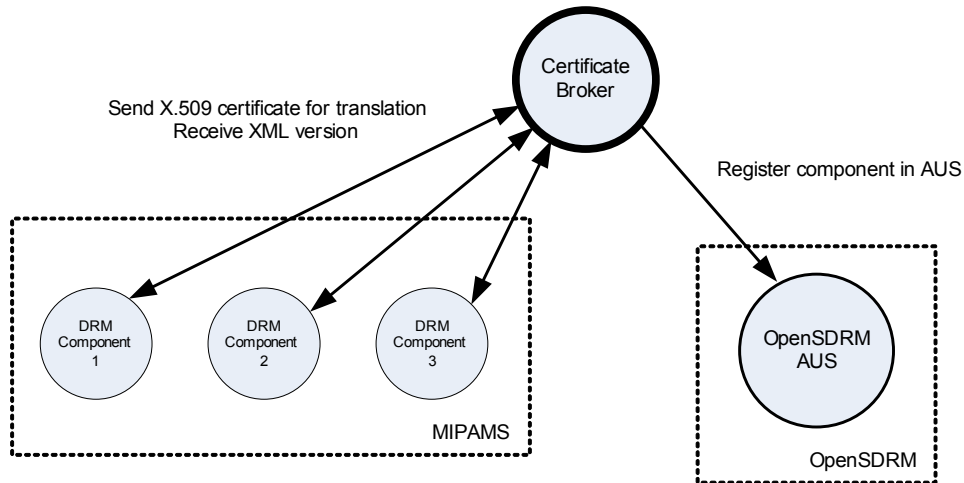 Certificate
Broker
Send X.509 certificate for translation
Receive XML version
Register component in AUS
DRM
Component
1
DRM
Component
2
DRM
Component
3
MIPAMS
OpenSDRM
AUS
OpenSDRM